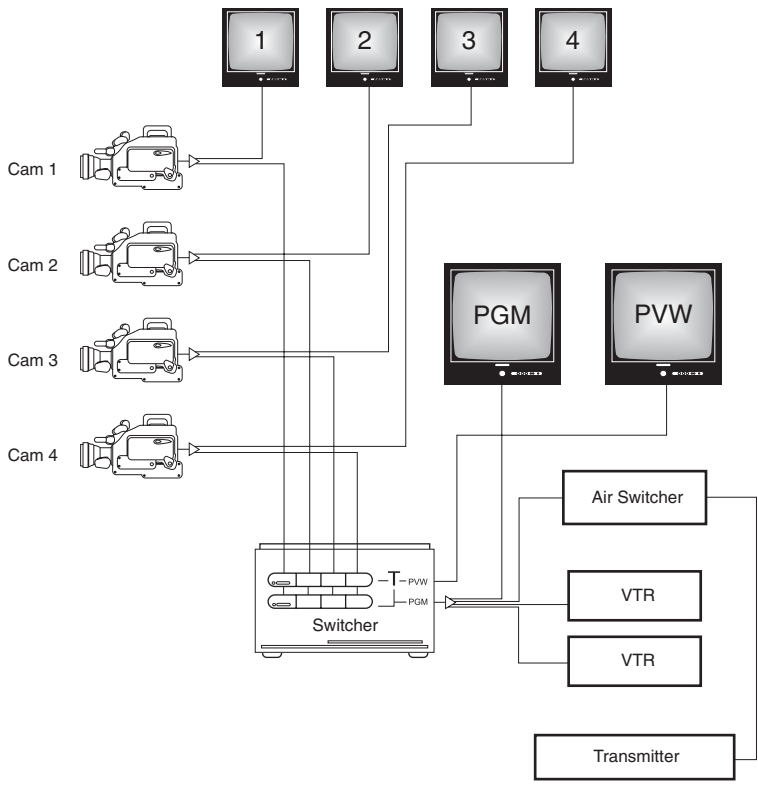 1
2
3
4
Cam 1
Cam 2
Cam 3
Cam 4
PGM
PVW
Air Switcher
VTR
VTR
Transmitter
PVW
PGM
Switcher